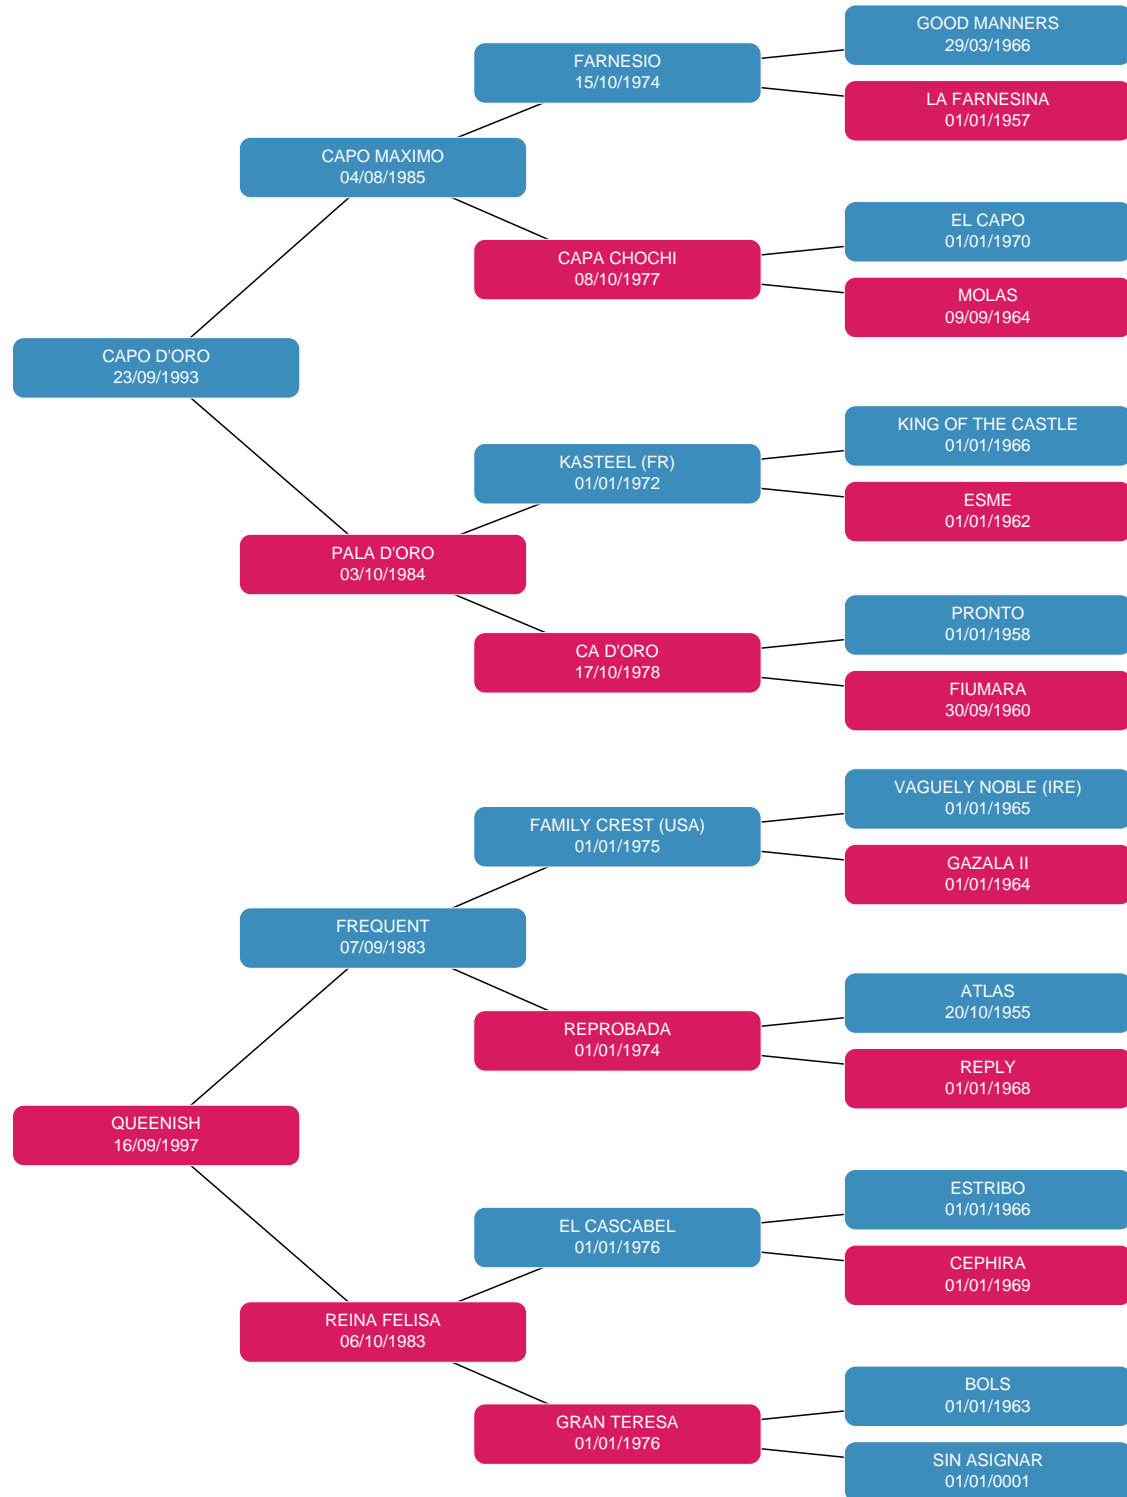 GOOD MANNERS
29/03/1966
FARNESIO
15/10/1974
LA FARNESINA
01/01/1957
CAPO MAXIMO
04/08/1985
EL CAPO
01/01/1970
CAPA CHOCHI
08/10/1977
MOLAS
09/09/1964
CAPO D'ORO
23/09/1993
KING OF THE CASTLE
01/01/1966
KASTEEL (FR)
01/01/1972
ESME
01/01/1962
PALA D'ORO
03/10/1984
PRONTO
01/01/1958
CA D'ORO
17/10/1978
FIUMARA
30/09/1960
VAGUELY NOBLE (IRE)
01/01/1965
FAMILY CREST (USA)
01/01/1975
GAZALA II
01/01/1964
FREQUENT
07/09/1983
ATLAS
20/10/1955
REPROBADA
01/01/1974
REPLY
01/01/1968
QUEENISH
16/09/1997
ESTRIBO
01/01/1966
EL CASCABEL
01/01/1976
CEPHIRA
01/01/1969
REINA FELISA
06/10/1983
BOLS
01/01/1963
GRAN TERESA
01/01/1976
SIN ASIGNAR
01/01/0001